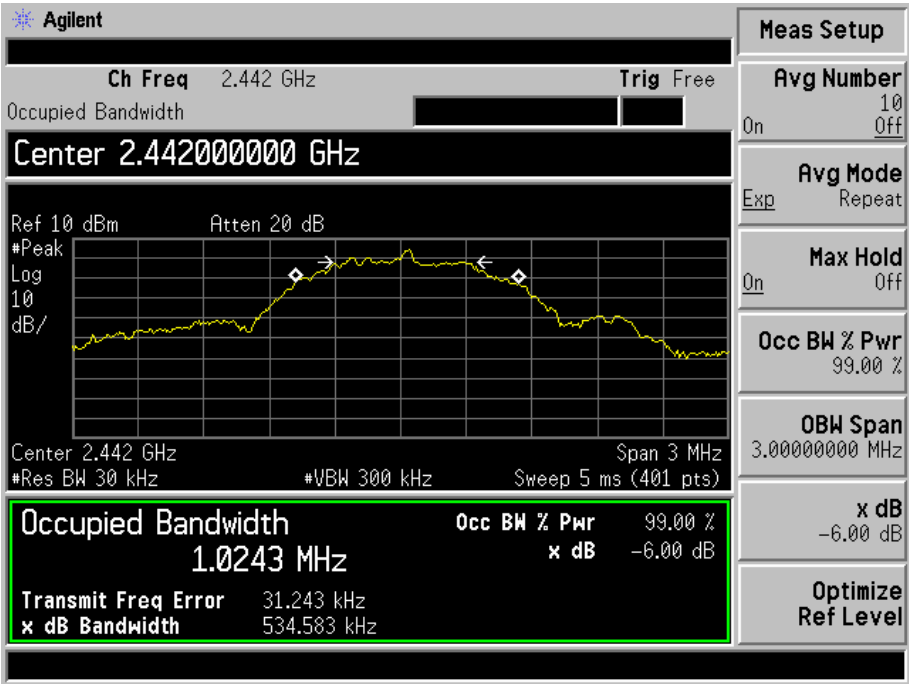 Agilent
Ch Freq 2.442 GHz Trig Free
Occupied Bandwidth
Center 2.442000000 GHz
Ref 10 dBm Atten 20 dB
#Peak
Log
10
dB/
Center 2.442 GHz Span 3 MHz
#Res BW 30 kHz #VBW 300 kHz Sweep 5 ms (401 pts)
Occupied Bandwidth Occ BW % Pwr 99.00 %
1.0243 MHz x dB -6.00 dB
Transmit Freq Error 31.243 kHz
x dB Bandwidth 534.583 kHz
Meas Setup
Avg Number
10
On Off
Avg Mode
Exp Repeat
Max Hold
On Off
Occ BW % Pwr
99.00 %
OBW Span
3.00000000 MHz
x dB
-6.00 dB
Optimize
Ref Level